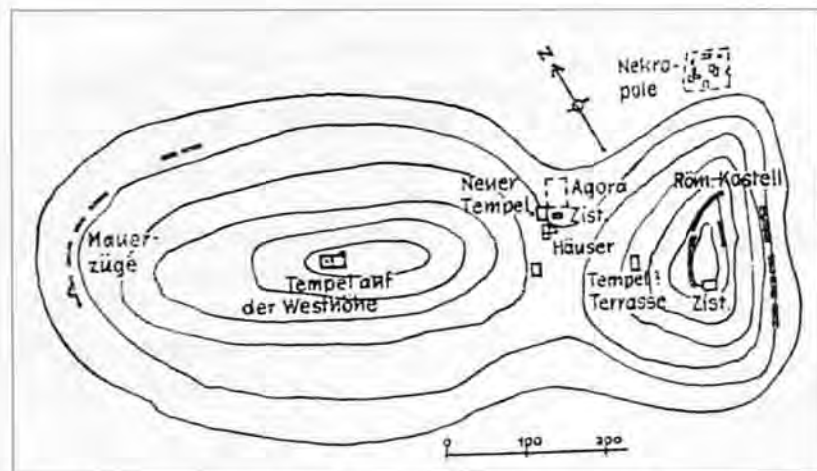 N
Nekro-
pole
Neuer
Tempel
Agora
Zist.
Häuser
Röm. Kastell
Mauer-
züge
Tempel auf
der Westhöhe
Tempel?
Terrasse
Zist.
0 100 200